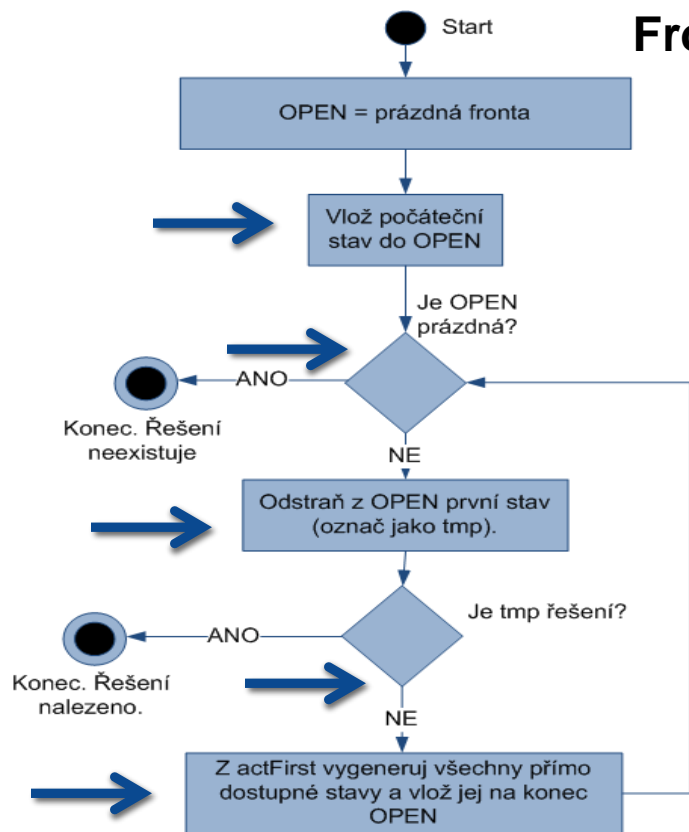 Start
OPEN = prázdná fronta
Vlož počáteční
stav do OPEN
Je OPEN
prázdná?
ANO
Konec. Řešení
neexistuje
NE
Odstraň z OPEN první stav
(označ jako tmp).
Je tmp řešení?
ANO
Konec. Řešení
nalezeno.
NE
Z actFirst vygeneruj všechny přímo
dostupné stavy a vlož jej na konec
OPEN